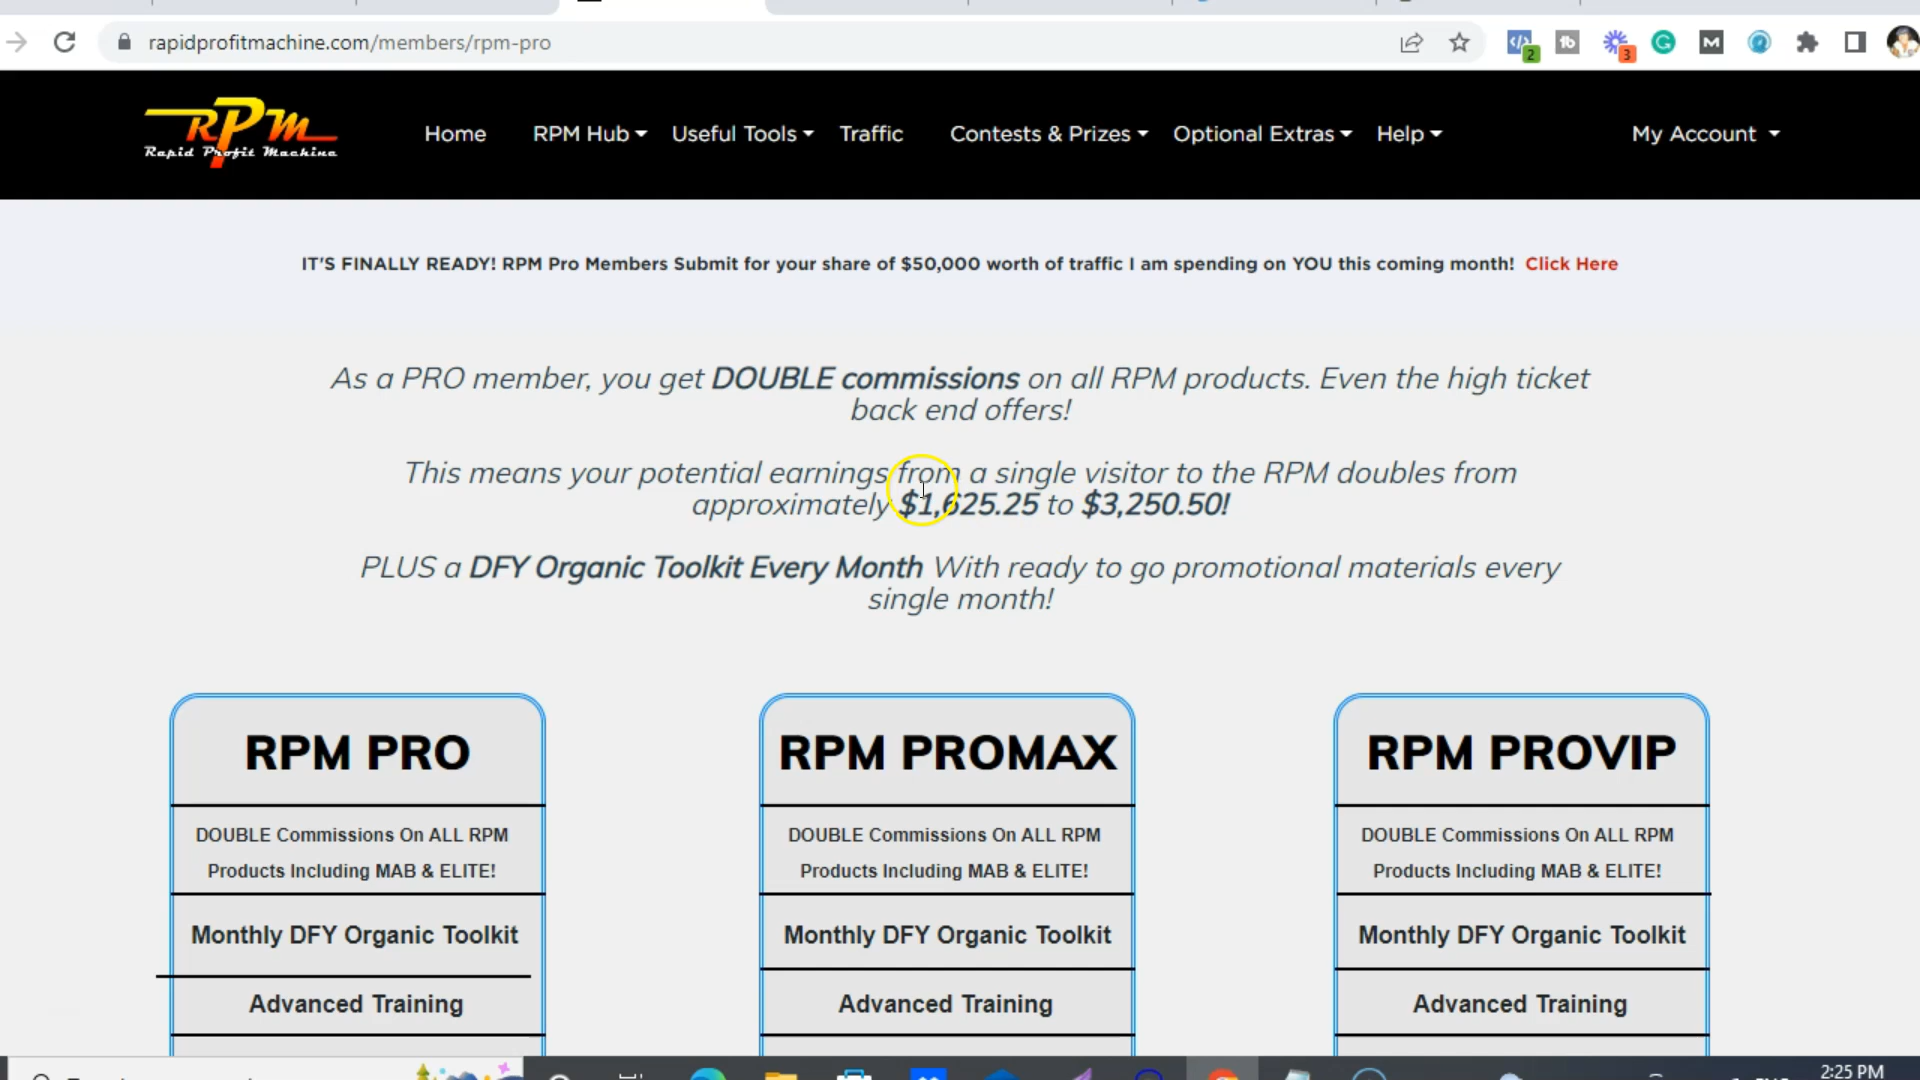 rapidprofitmachine.com/members/rpm-pro
2
3
RPM
Rapid Profit Machine
Home
RPM Hub
Useful Tools
Traffic
Contests & Prizes
Optional Extras
Help
My Account
IT'S FINALLY READY! RPM Pro Members Submit for your share of $50,000 worth of traffic I am spending on YOU this coming month! Click Here
As a PRO member, you get DOUBLE commissions on all RPM products. Even the high ticket
back end offers!
This means your potential earnings from a single visitor to the RPM doubles from
approximately $1,625.25 to $3,250.50!
PLUS a DFY Organic Toolkit Every Month With ready to go promotional materials every
single month!
RPM PRO
DOUBLE Commissions On ALL RPM
Products Including MAB & ELITE!
Monthly DFY Organic Toolkit
Advanced Training
RPM PROMAX
DOUBLE Commissions On ALL RPM
Products Including MAB & ELITE!
Monthly DFY Organic Toolkit
Advanced Training
RPM PROVIP
DOUBLE Commissions On ALL RPM
Products Including MAB & ELITE!
Monthly DFY Organic Toolkit
Advanced Training
2:25 PM